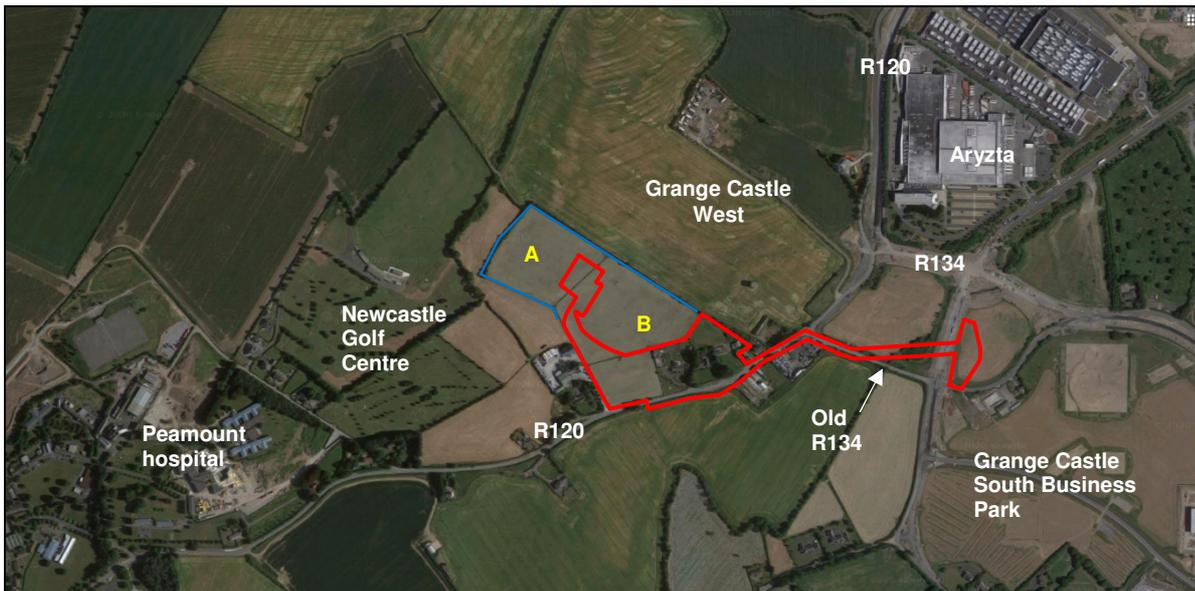 R120
Aryzta
Grange Castle
West
A
R134
B
Newcastle
Golf
Centre
Old
R134
R120
Peamount
hospital
Grange Castle
South Business
Park